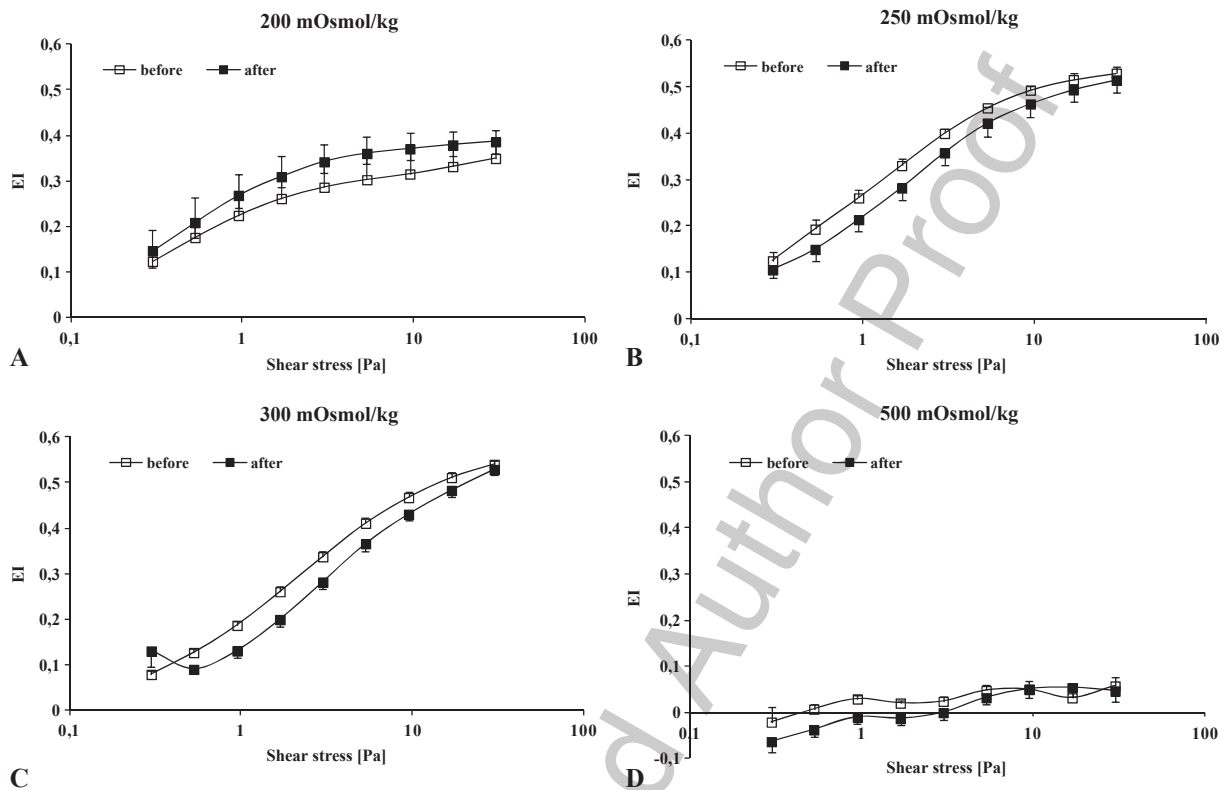 200 mOsmol/kg
0,6
0,5
0,4
0,3
0,2
0,1
0
EI
before after
0,1 1 10 100
Shear stress [Pa]
A
250 mOsmol/kg
0,6
0,5
0,4
0,3
0,2
0,1
0
EI
before after
0,1 1 10 100
Shear stress [Pa]
B
300 mOsmol/kg
0,6
0,5
0,4
0,3
0,2
0,1
0
EI
before after
0,1 1 10 100
Shear stress [Pa]
C
500 mOsmol/kg
0,6
0,5
0,4
0,3
0,2
0,1
0
-0,1
EI
before after
0,1 1 10 100
Shear stress [Pa]
D
d Author Proof